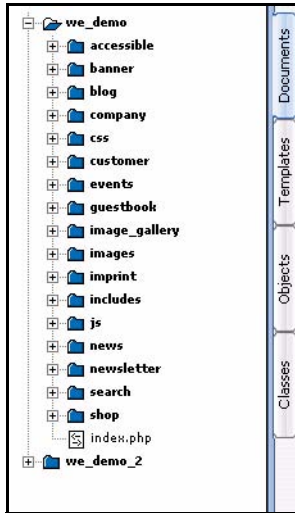 we_demo
accessible
banner
blog
company
css
customer
events
guestbook
image_gallery
images
imprint
includes
js
news
newsletter
search
shop
index.php
we_demo_2
Documents
Templates
Objects
Classes